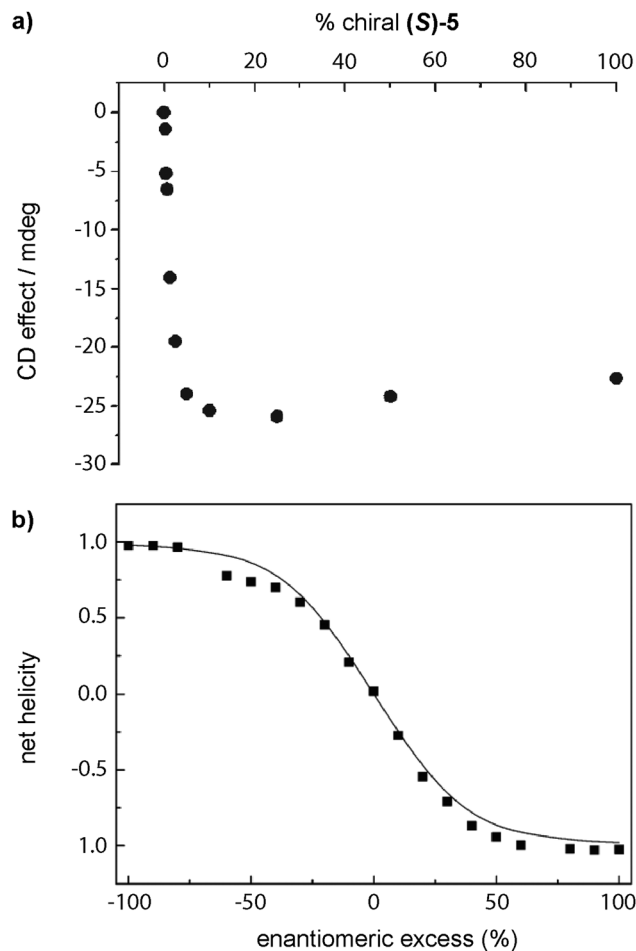 a)
% chiral (S)-5
0 20 40 60 80 100
CD effect / mdeg
0
-5
-10
-15
-20
-25
-30
b)
net helicity
1.0
0.5
0.0
-0.5
1.0
-100 -50 0 50 100
enantiomeric excess (%)